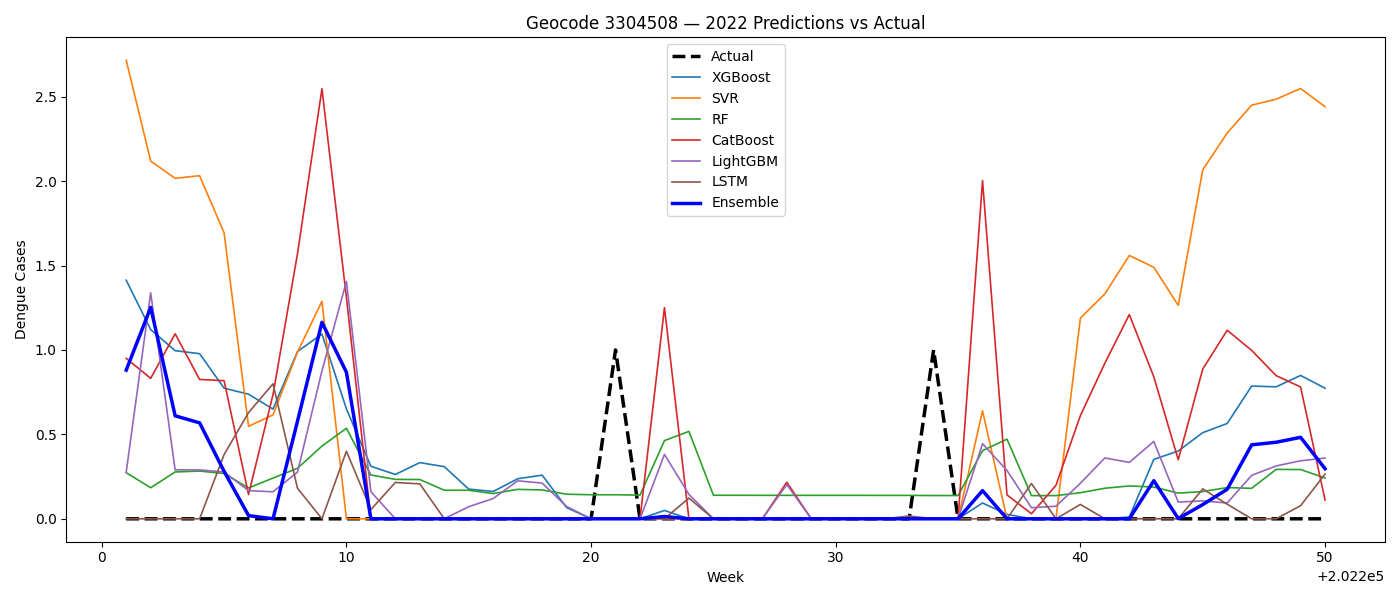 Geocode 3304508 — 2022 Predictions vs Actual
Dengue Cases
2.5
2.0
1.5
1.0
0.5
0.0
Actual
XGBoost
SVR
RF
CatBoost
LightGBM
LSTM
Ensemble
0
10
20
30
40
50
Week
+2.022e5